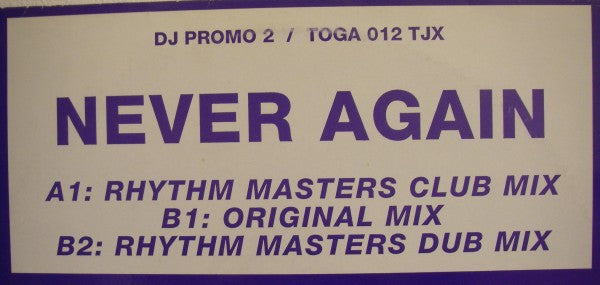 DJ PROMO 2 / TOGA 012 TJX
NEVER AGAIN
A1: RHYTHM MASTERS CLUB MIX
B1: ORIGINAL MIX
B2: RHYTHM MASTERS DUB MIX